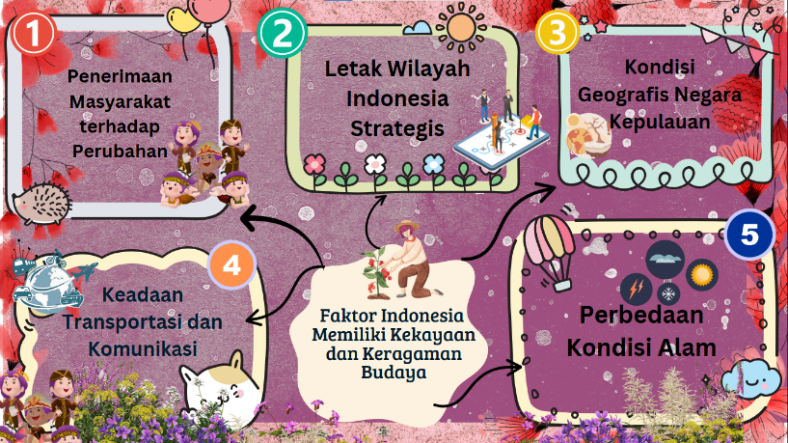 1
Penerimaan
Masyarakat
terhadap
Perubahan
2
Letak Wilayah
Indonesia
Strategis
3
Kondisi
Geografis Negara
Kepulauan
4
Keadaan
Transportasi dan
Komunikasi
5
Perbedaan
Kondisi Alam
Faktor Indonesia
Memiliki Kekayaan
dan Keragaman
Budaya